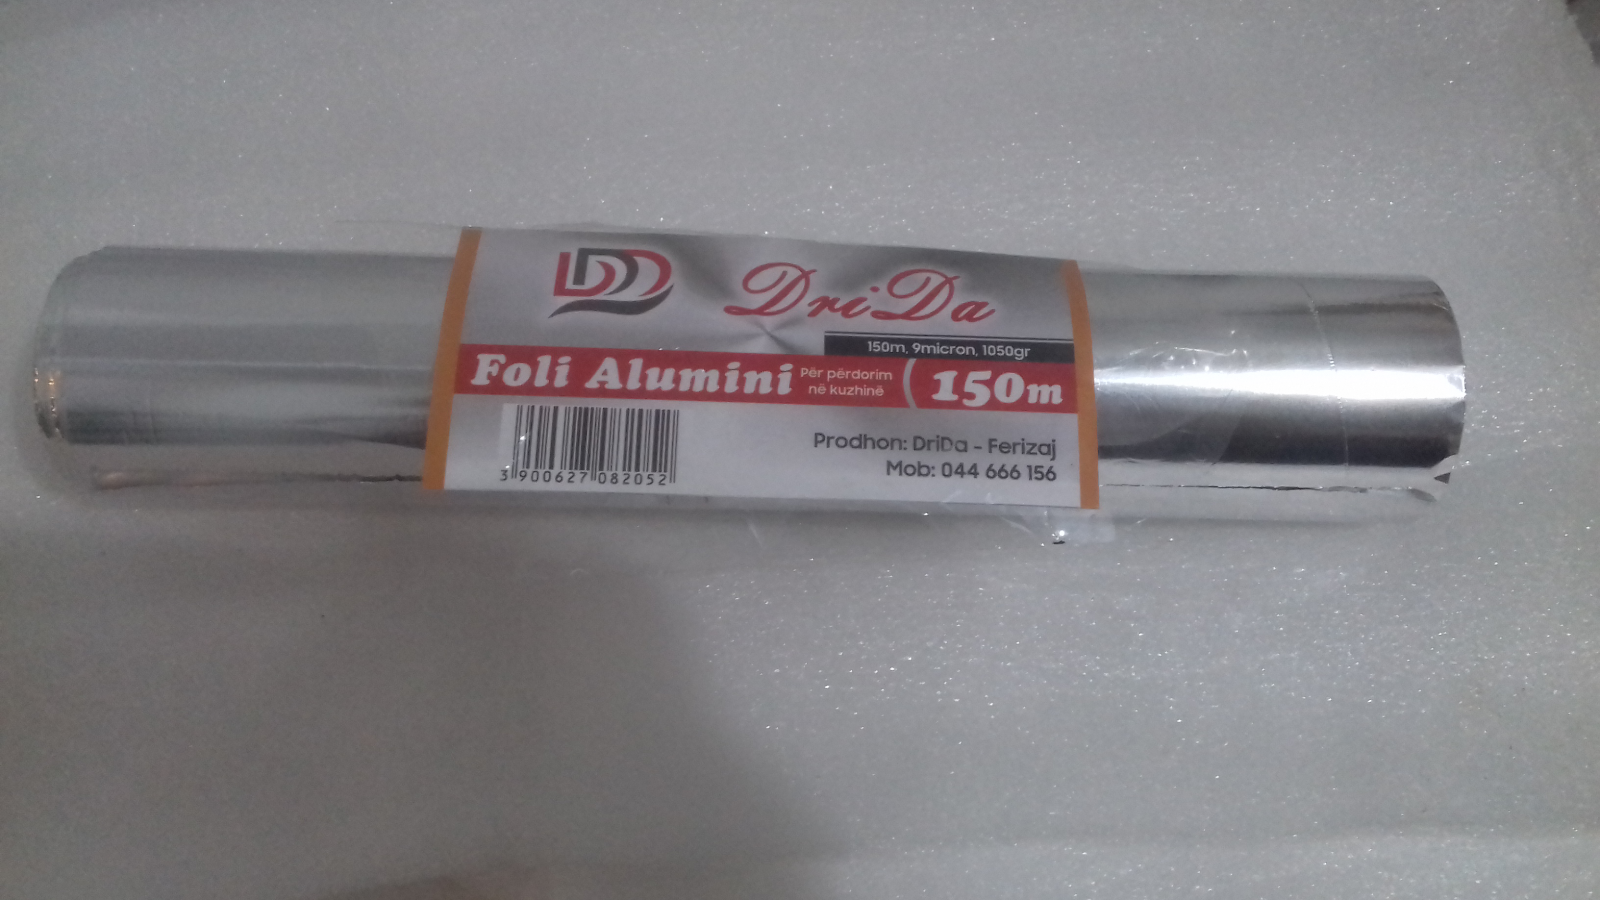 DriDa
150m, 9micron, 1050gr
Foli Alumini
Për përdorim
në kuzhinë
150m
3 900627 082052
Prodhon: DriDa - Ferizaj
Mob: 044 666 156